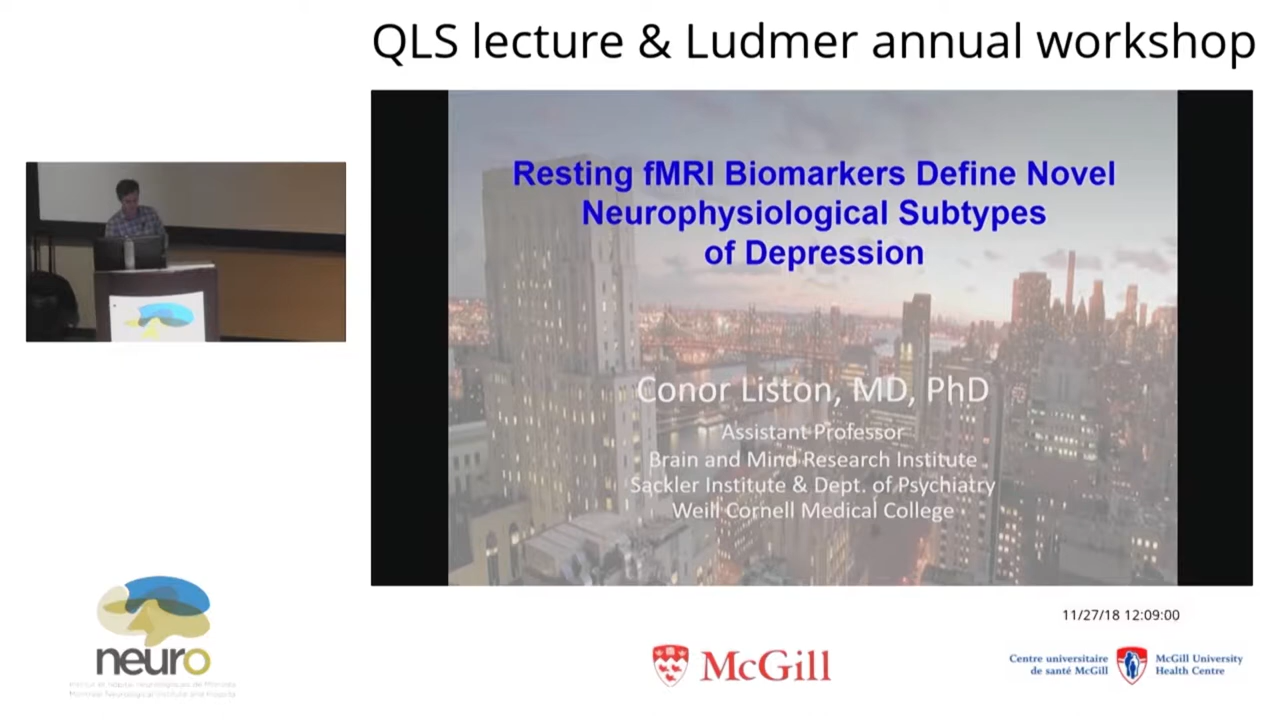 QLS lecture & Ludmer annual workshop
Resting fMRI Biomarkers Define Novel
Neurophysiological Subtypes
of Depression
Conor Liston, MD, PhD
Assistant Professor
Brain and Mind Research Institute
Sackler Institute & Dept. of Psychiatry
Weill Cornell Medical College
11/27/18 12:09:00
neuro
McGill
Centre universitaire
de santé McGill
McGill University
Health Centre